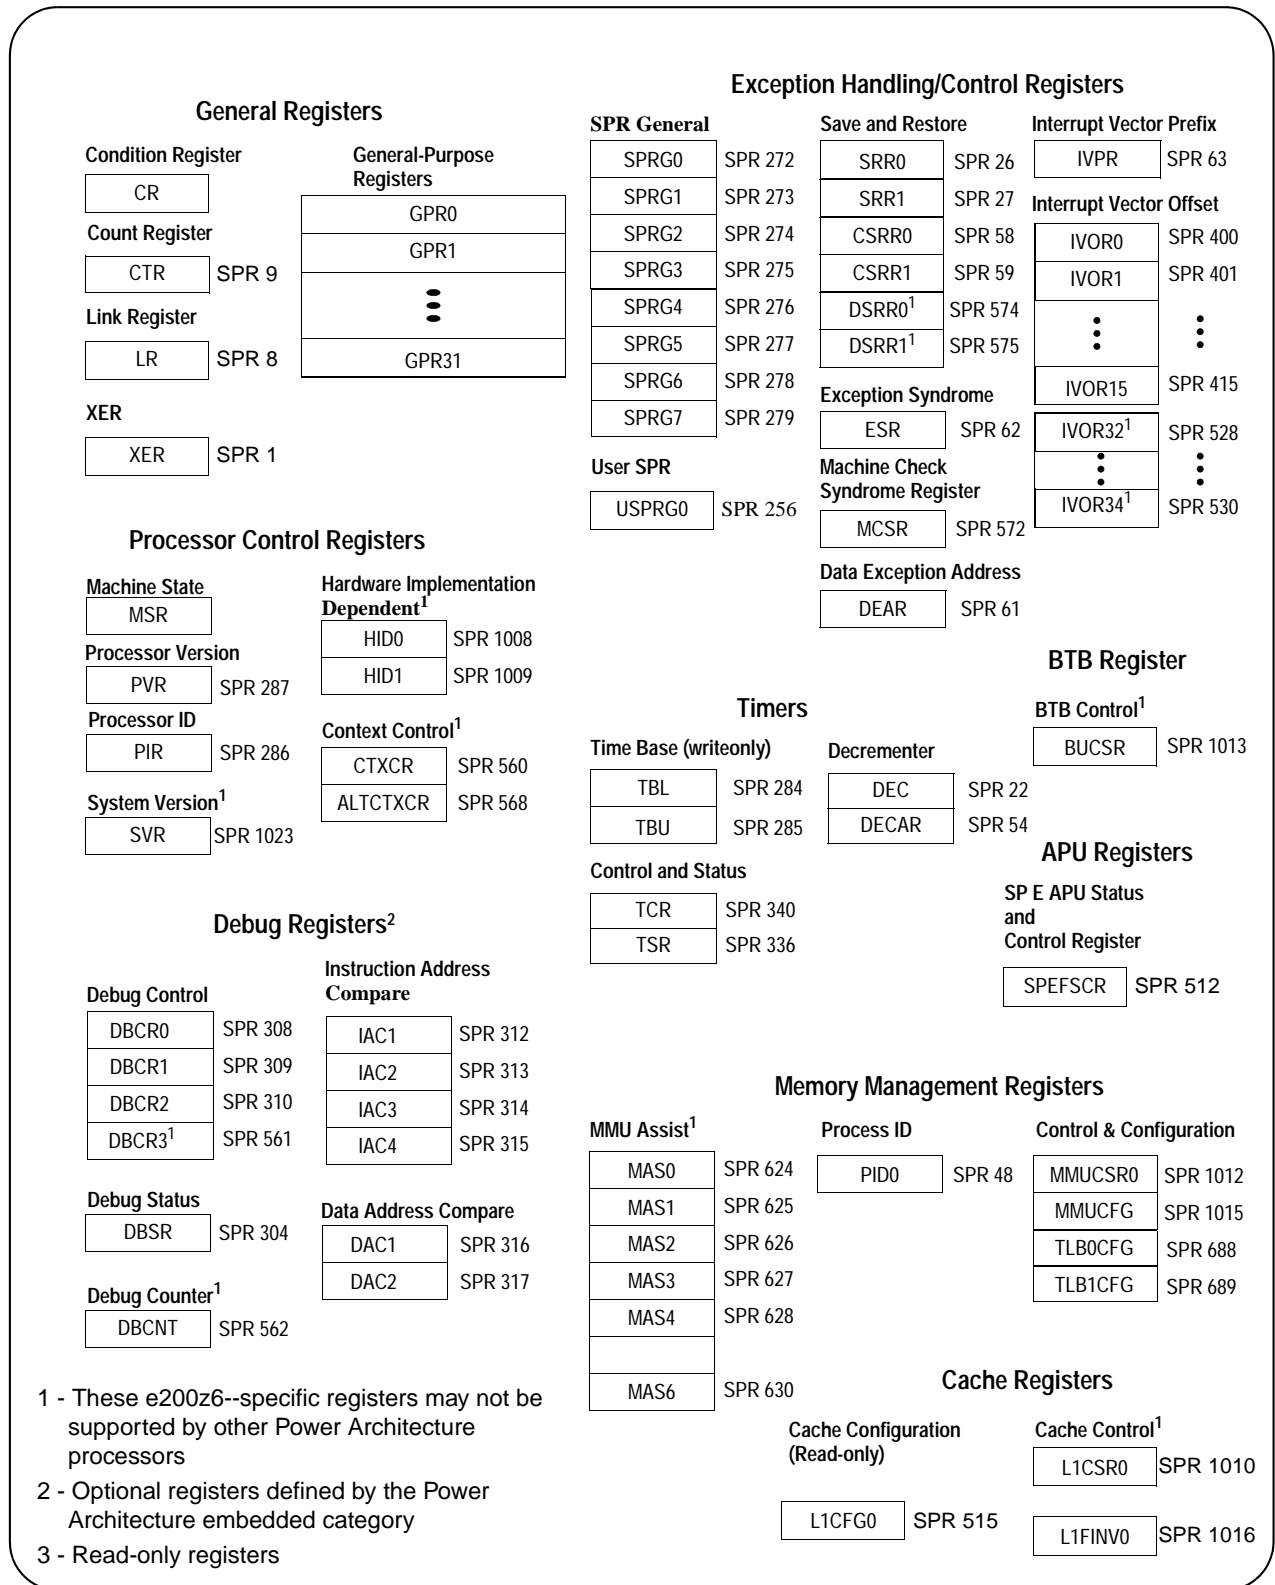 General Registers
Condition Register
CR
Count Register
CTR SPR 9
Link Register
LR SPR 8
XER
XER SPR 1
General-Purpose
Registers
GPR0
GPR1
GPR31
Exception Handling/Control Registers
SPR General
SPRG0 SPR 272
SPRG1 SPR 273
SPRG2 SPR 274
SPRG3 SPR 275
SPRG4 SPR 276
SPRG5 SPR 277
SPRG6 SPR 278
SPRG7 SPR 279
User SPR
USPRG0 SPR 256
Save and Restore
SRR0 SPR 26
SRR1 SPR 27
CSRR0 SPR 58
CSRR1 SPR 59
DSRR0¹ SPR 574
DSRR1¹ SPR 575
Exception Syndrome
ESR SPR 62
Machine Check
Syndrome Register
MCSR SPR 572
Data Exception Address
DEAR SPR 61
Interrupt Vector Prefix
IVPR SPR 63
Interrupt Vector Offset
IVOR0 SPR 400
IVOR1 SPR 401
IVOR15 SPR 415
IVOR32¹ SPR 528
IVOR34¹ SPR 530
Processor Control Registers
Machine State
MSR
Processor Version
PVR SPR 287
Processor ID
PIR SPR 286
System Version¹
SVR SPR 1023
Hardware Implementation
Dependent¹
HID0 SPR 1008
HID1 SPR 1009
Context Control¹
CTXCR SPR 560
ALTCTXCR SPR 568
Timers
Time Base (writeonly)
TBL SPR 284
TBU SPR 285
Control and Status
TCR SPR 340
TSR SPR 336
Decrementer
DEC SPR 22
DECAR SPR 54
BTB Register
BTB Control¹
BUCSR SPR 1013
APU Registers
SP E APU Status
and
Control Register
SPEFSCR SPR 512
Debug Registers²
Debug Control
DBCR0 SPR 308
DBCR1 SPR 309
DBCR2 SPR 310
DBCR3¹ SPR 561
Debug Status
DBSR SPR 304
Debug Counter¹
DBCNT SPR 562
Instruction Address
Compare
IAC1 SPR 312
IAC2 SPR 313
IAC3 SPR 314
IAC4 SPR 315
Data Address Compare
DAC1 SPR 316
DAC2 SPR 317
Memory Management Registers
MMU Assist¹
MAS0 SPR 624
MAS1 SPR 625
MAS2 SPR 626
MAS3 SPR 627
MAS4 SPR 628
MAS6 SPR 630
Process ID
PID0 SPR 48
Control & Configuration
MMUCSR0 SPR 1012
MMUCFG SPR 1015
TLB0CFG SPR 688
TLB1CFG SPR 689
Cache Registers
Cache Configuration
(Read-only)
L1CFG0 SPR 515
Cache Control¹
L1CSR0 SPR 1010
L1FINV0 SPR 1016
1 - These e200z6--specific registers may not be
supported by other Power Architecture
processors
2 - Optional registers defined by the Power
Architecture embedded category
3 - Read-only registers